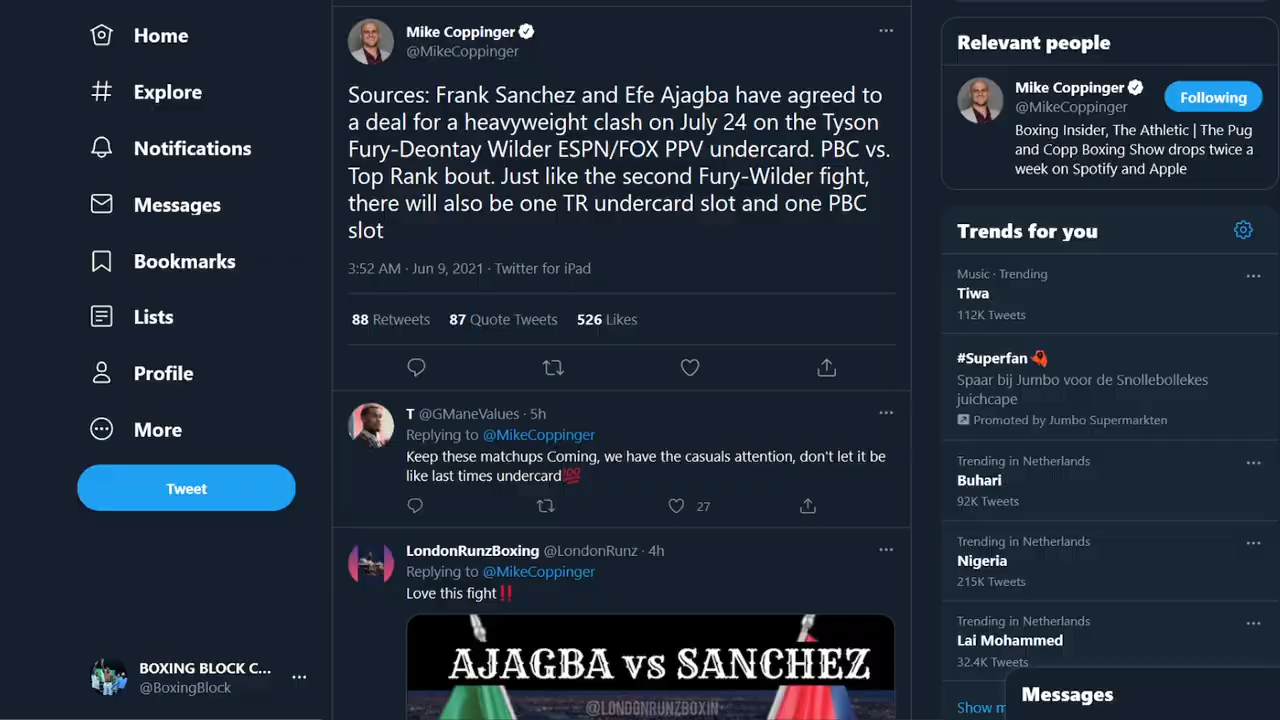 Home
Explore
Notifications
Messages
Bookmarks
Lists
Profile
More
Tweet
BOXING BLOCK C...
@BoxingBlock
Mike Coppinger
@MikeCoppinger
Sources: Frank Sanchez and Efe Ajagba have agreed to
a deal for a heavyweight clash on July 24 on the Tyson
Fury-Deontay Wilder ESPN/FOX PPV undercard. PBC vs.
Top Rank bout. Just like the second Fury-Wilder fight,
there will also be one TR undercard slot and one PBC
slot
3:52 AM · Jun 9, 2021 · Twitter for iPad
88 Retweets 87 Quote Tweets 526 Likes
T @GManeValues · 5h
Replying to @MikeCoppinger
Keep these matchups Coming, we have the casuals attention, don't let it be
like last times undercard💯
27
LondonRunzBoxing @LondonRunz · 4h
Replying to @MikeCoppinger
Love this fight‼️
AJAGBA vs SANCHEZ
@LONDONRUNZBOXIN
Relevant people
Mike Coppinger
@MikeCoppinger
Following
Boxing Insider, The Athletic | The Pug
and Copp Boxing Show drops twice a
week on Spotify and Apple
Trends for you
Music · Trending
Tiwa
112K Tweets
#Superfan
Spaar bij Jumbo voor de Snollebollekes
juichcape
Promoted by Jumbo Supermarkten
Trending in Netherlands
Buhari
92K Tweets
Trending in Netherlands
Nigeria
215K Tweets
Trending in Netherlands
Lai Mohammed
32.4K Tweets
Show m
Messages